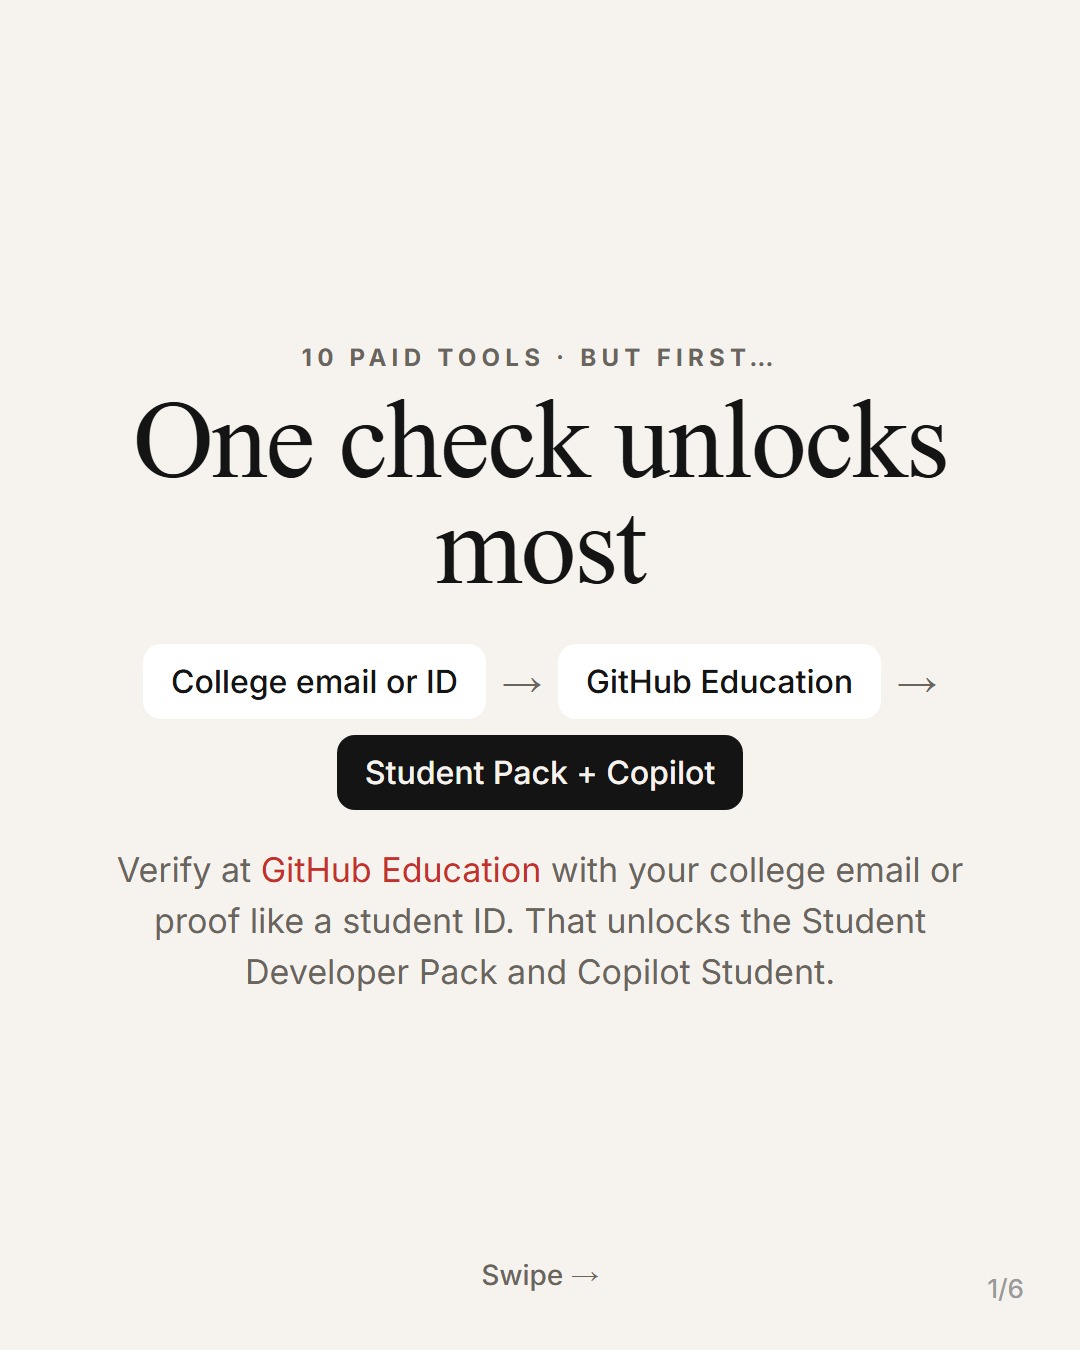 10 PAID TOOLS · BUT FIRST…
One check unlocks
most
College email or ID → GitHub Education →
Student Pack + Copilot
Verify at GitHub Education with your college email or
proof like a student ID. That unlocks the Student
Developer Pack and Copilot Student.
Swipe →
1/6